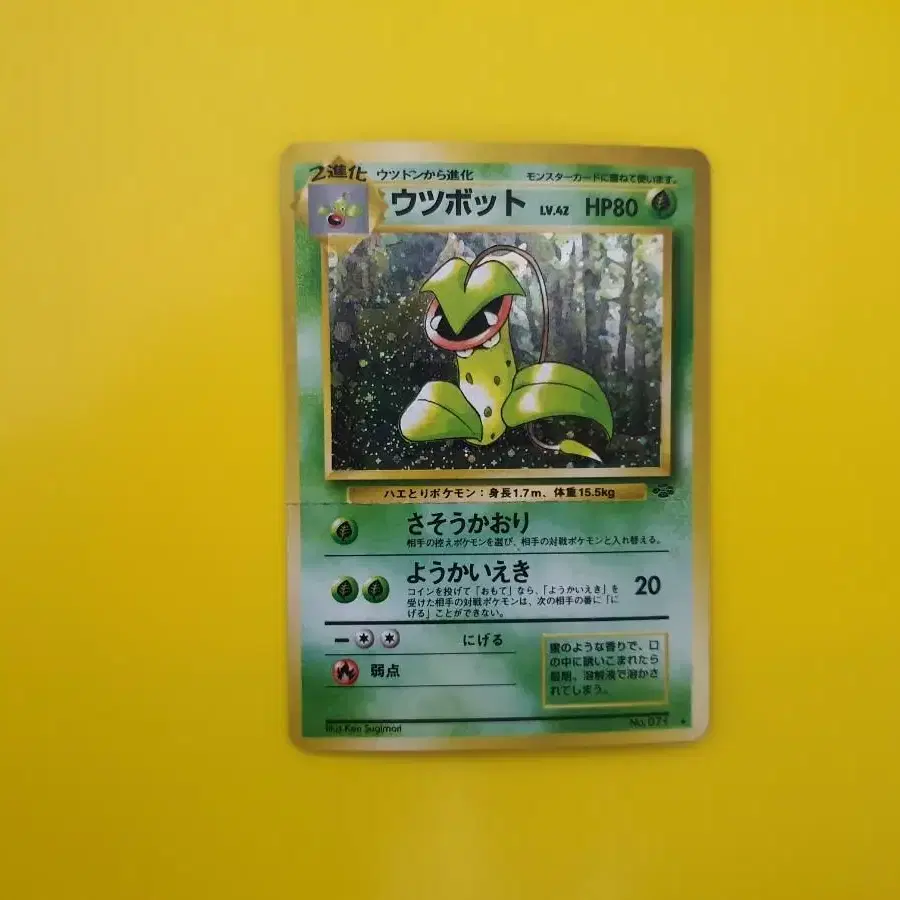 2進化 ウツドンから進化 モンスターカードに重ねて使います。
ウツボット LV.42 HP80
ハエとりポケモン：身長1.7m、体重15.5kg
さそうかおり
相手の控えポケモンを選び、相手の対戦ポケモンと入れ替える。
ようかいえき 20
コインを投げて「おもて」なら、「ようかいえき」を
受けた相手の対戦ポケモンは、次の相手の番に「に
げる」ことができない。
にげる
弱点
蜜のような香りで、口
の中に誘いこまれたら
最期。溶解液で溶かさ
れてしまう。
Illus. Ken Sugimori
No.071